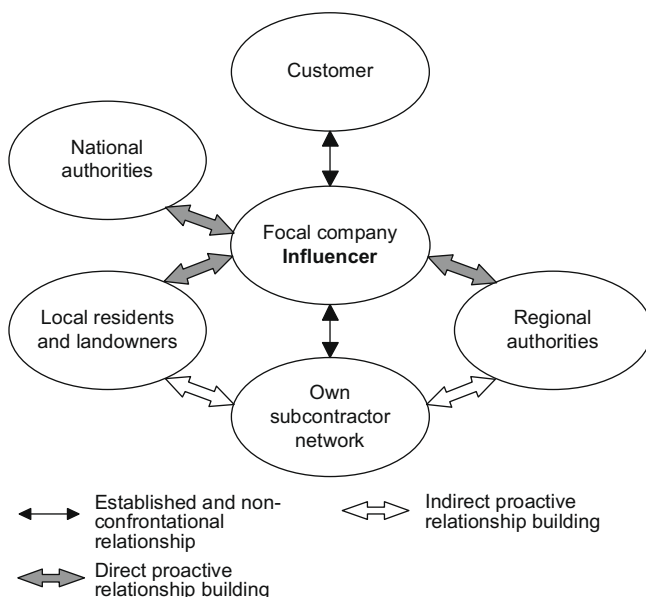 Customer
National
authorities
Focal company
Influencer
Local residents
and landowners
Regional
authorities
Own
subcontractor
network
Established and non-
confrontational
relationship
Indirect proactive
relationship building
Direct proactive
relationship building